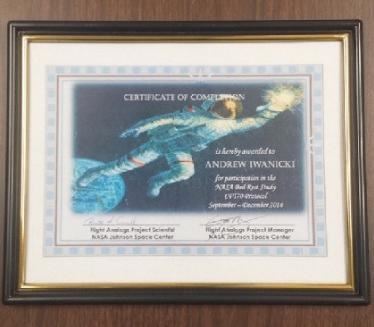 CERTIFICATE OF COMPLETION
is hereby awarded to
ANDREW IWANICKI
for participation in the
NASA Bed Rest Study
CFT70 Protocol
September - December 2014
Flight Analogs Project Scientist
NASA Johnson Space Center
Flight Analogs Project Manager
NASA Johnson Space Center